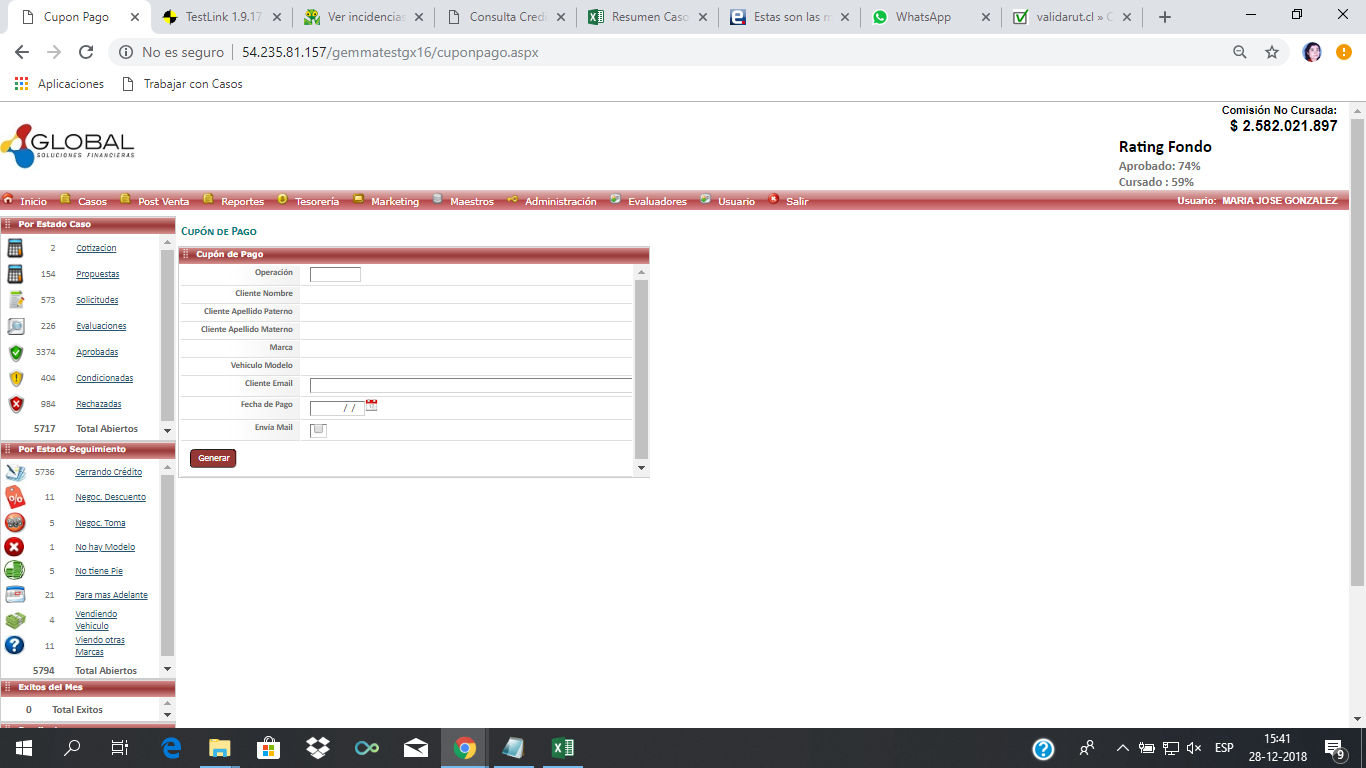 Cupon Pago
TestLink 1.9.17
Ver incidencias
Consulta Credi
Resumen Caso
Estas son las m
WhatsApp
validarut.cl » C
No es seguro 54.235.81.157/gemmatestgx16/cuponpago.aspx
Aplicaciones Trabajar con Casos
GLOBAL
SOLUCIONES FINANCIERAS
Comisión No Cursada:
$ 2.582.021.897
Rating Fondo
Aprobado: 74%
Cursado : 59%
Inicio Casos Post Venta Reportes Tesorería Marketing Maestros Administración Evaluadores Usuario Salir Usuario: MARIA JOSE GONZALEZ
Por Estado Caso
2 Cotizacion
154 Propuestas
573 Solicitudes
226 Evaluaciones
3374 Aprobadas
404 Condicionadas
984 Rechazadas
5717 Total Abiertos
Por Estado Seguimiento
5736 Cerrando Crédito
11 Negoc. Descuento
5 Negoc. Toma
1 No hay Modelo
5 No tiene Pie
21 Para mas Adelante
4 Vendiendo Vehiculo
11 Viendo otras Marcas
5794 Total Abiertos
Exitos del Mes
0 Total Exitos
Cupón de Pago
Cupón de Pago
Operación
Cliente Nombre
Cliente Apellido Paterno
Cliente Apellido Materno
Marca
Vehiculo Modelo
Cliente Email
Fecha de Pago / /
Envía Mail
Generar
ESP
15:41
28-12-2018
9